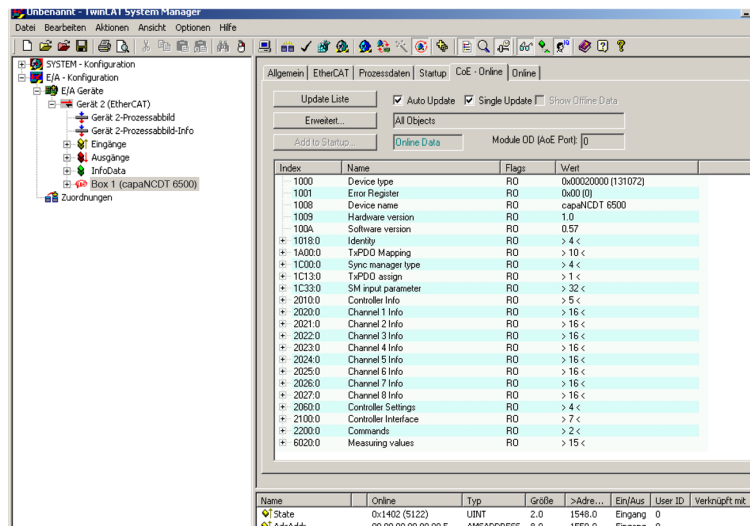 Unbenannt - TwinCAT System Manager
Datei Bearbeiten Aktionen Ansicht Optionen Hilfe
SYSTEM - Konfiguration
E/A - Konfiguration
E/A Geräte
Gerät 2 (EtherCAT)
Gerät 2-Prozessabbild
Gerät 2-Prozessabbild-Info
Eingänge
Ausgänge
InfoData
Box 1 (capaNCDT 6500)
Zuordnungen
Allgemein EtherCAT Prozessdaten Startup CoE - Online Online
Update Liste Auto Update Single Update Show Offline Data
Erweitert... All Objects
Add to Startup... Online Data Module OD (AoE Port): 0
Index Name Flags Wert
1000 Device type RO 0x00020000 (131072)
1001 Error Register RO 0x00 (0)
1008 Device name RO capaNCDT 6500
1009 Hardware version RO 1.0
100A Software version RO 0.57
1018:0 Identity RO > 4 <
1A00:0 TxPDO Mapping RO > 10 <
1C00:0 Sync manager type RO > 4 <
1C13:0 TxPDO assign RO > 1 <
1C33:0 SM input parameter RO > 32 <
2010:0 Controller Info RO > 5 <
2020:0 Channel 1 Info RO > 16 <
2021:0 Channel 2 Info RO > 16 <
2022:0 Channel 3 Info RO > 16 <
2023:0 Channel 4 Info RO > 16 <
2024:0 Channel 5 Info RO > 16 <
2025:0 Channel 6 Info RO > 16 <
2026:0 Channel 7 Info RO > 16 <
2027:0 Channel 8 Info RO > 16 <
2060:0 Controller Settings RO > 4 <
2100:0 Controller Interface RO > 7 <
2200:0 Commands RO > 2 <
6020:0 Measuring values RO > 15 <
Name Online Typ Größe >Adre... Ein/Aus User ID Verknüpft mit
State 0x1402 (5122) UINT 2.0 1548.0 Eingang 0